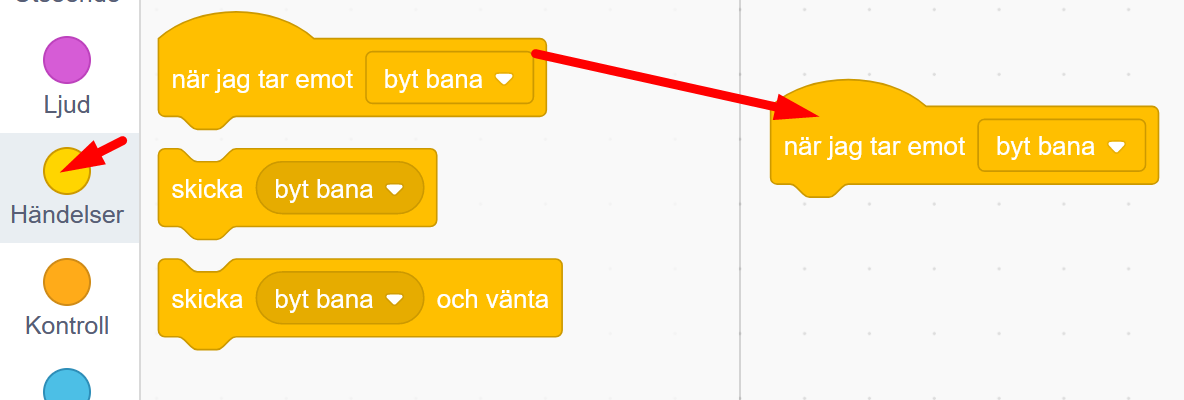 Ljud
Händelser
Kontroll
när jag tar emot byt bana
skicka byt bana
skicka byt bana och vänta
när jag tar emot byt bana